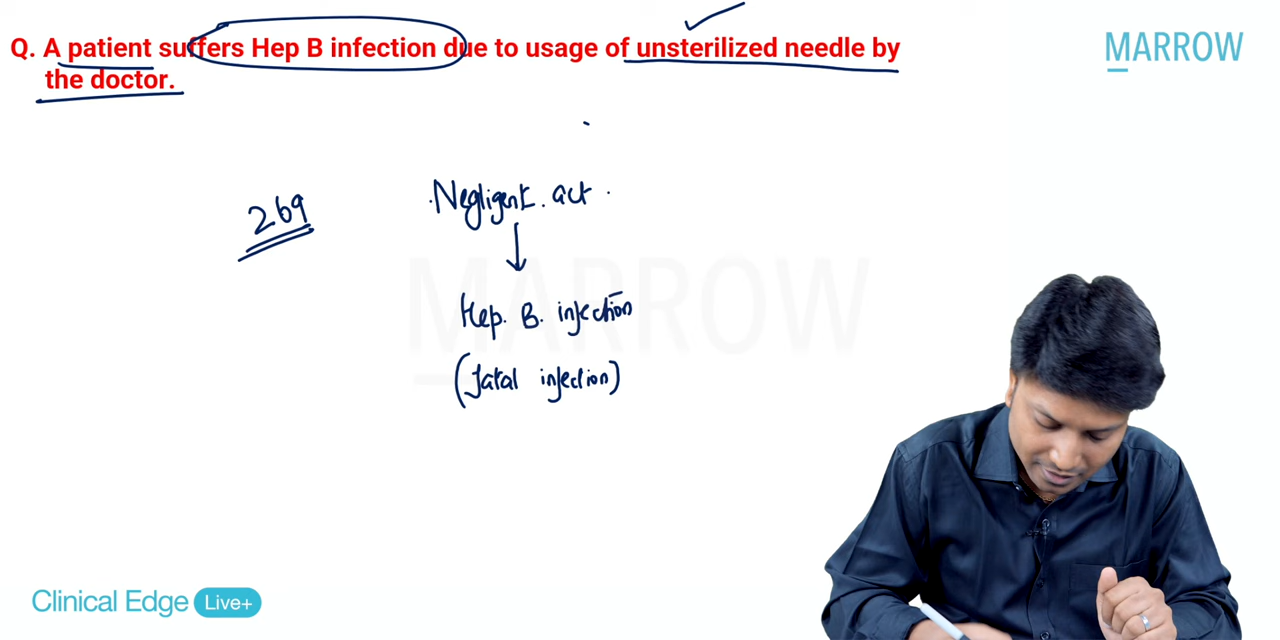 Q. A patient suffers Hep B infection due to usage of unsterilized needle by
the doctor.
MARROW
269
Negligent act
Hep. B. infection
(fatal infection)
MARROW
Clinical Edge Live+